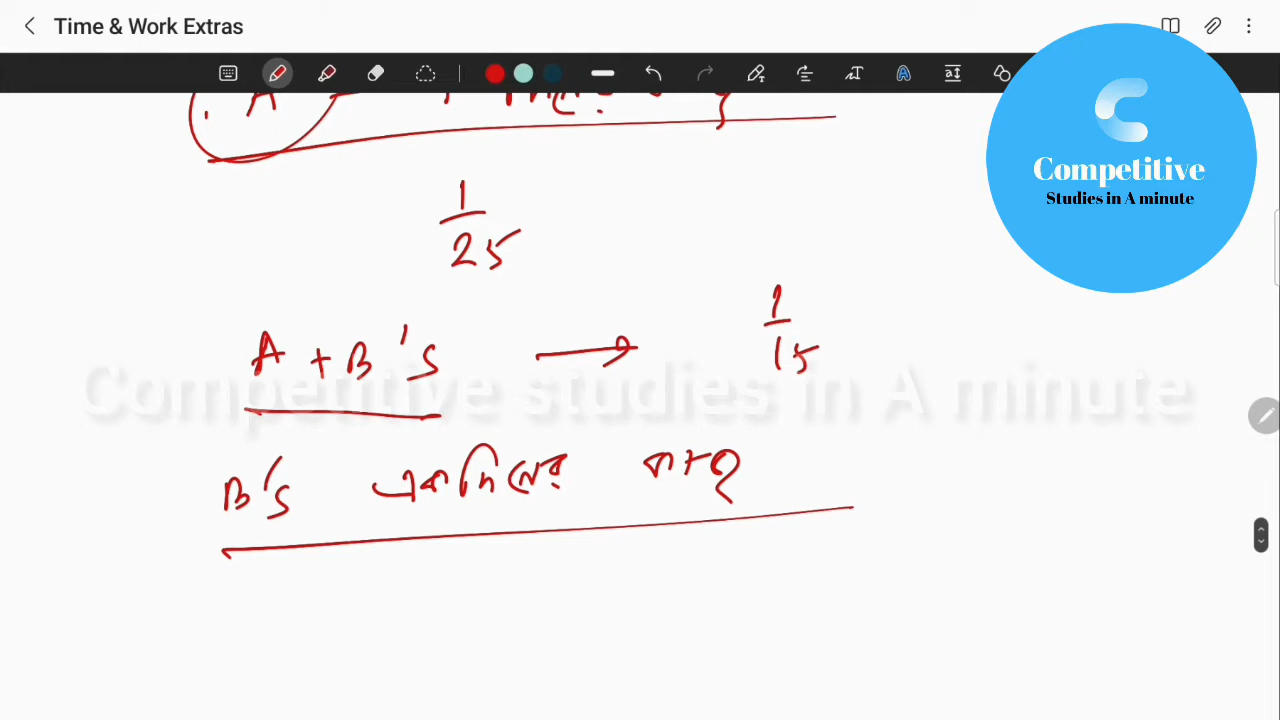 Time & Work Extras
Competitive
Studies in A minute
A
1/25
A + B's → 1/15
Competitive studies in A minute
B's একদিনের কাজ